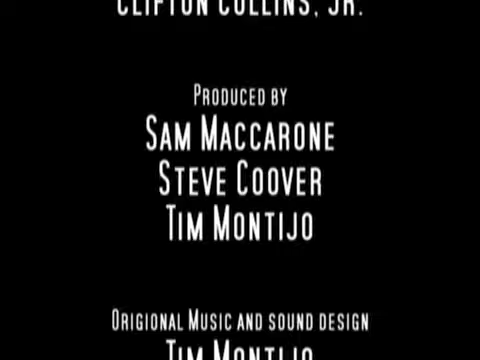 CLIFTON COLLINS, JR.
PRODUCED BY
SAM MACCARONE
STEVE COOVER
TIM MONTIJO
ORIGIONAL MUSIC AND SOUND DESIGN
TIM MONTIJO